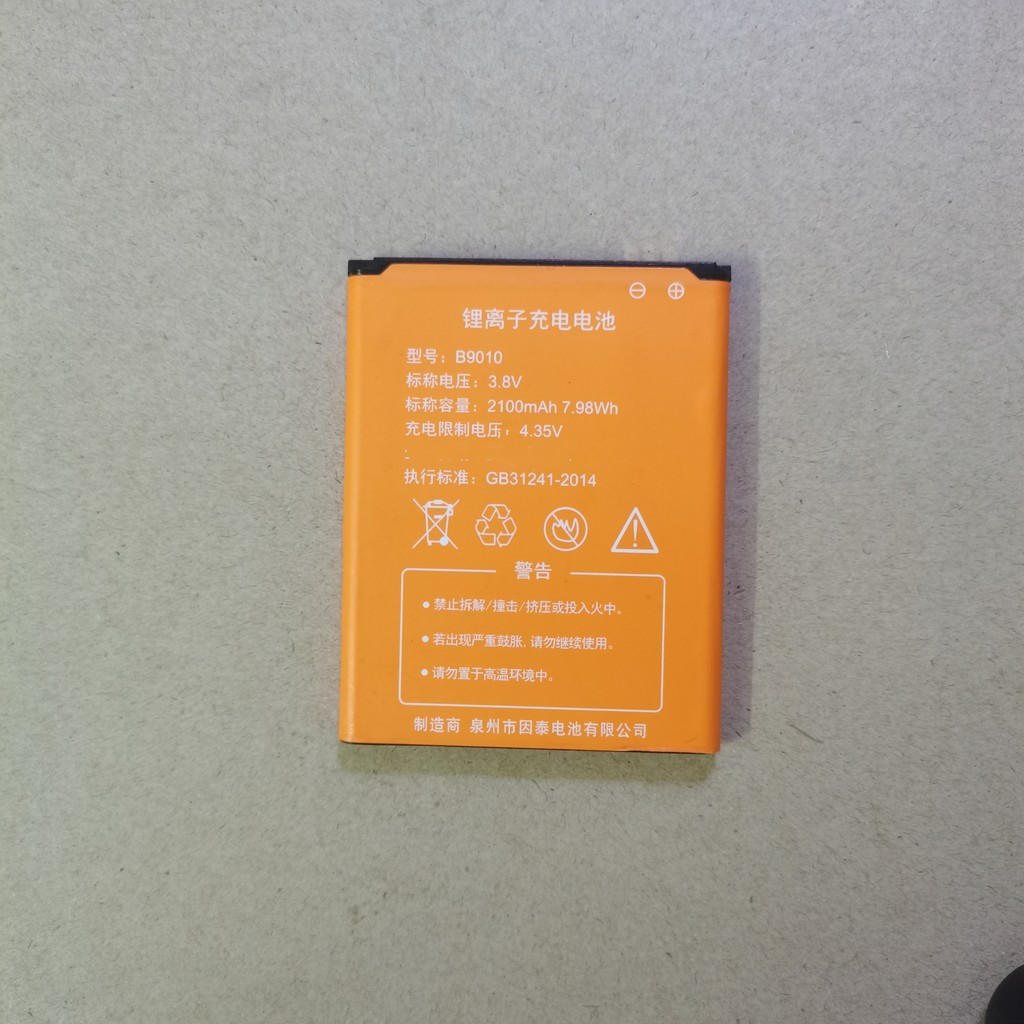 锂离子充电电池
型号：B9010
标称电压：3.8V
标称容量：2100mAh 7.98Wh
充电限制电压：4.35V
执行标准：GB31241-2014
警告
●禁止拆解/撞击/挤压或投入火中。
●若出现严重鼓胀,请勿继续使用。
●请勿置于高温环境中。
制造商 泉州市因泰电池有限公司